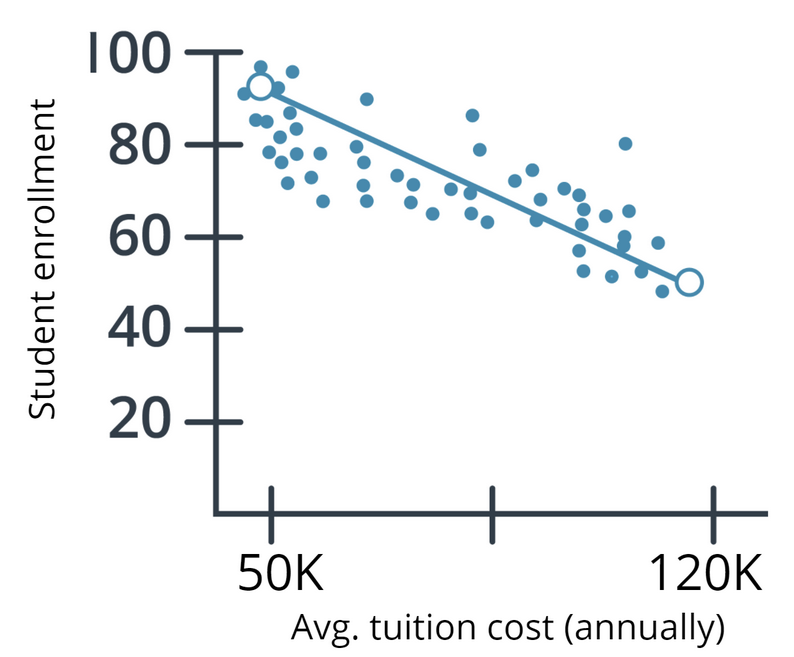 100
80
60
40
20
Student enrollment
50K
120K
Avg. tuition cost (annually)